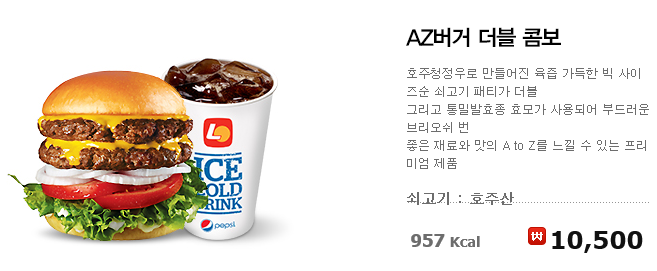 AZ버거 더블 콤보
호주청정우로 만들어진 육즙 가득한 빅 사이
즈순 쇠고기 패티가 더블
그리고 통밀발효종 효모가 사용되어 부드러운
브리오쉬 번
좋은 재료와 맛의 A to Z를 느낄 수 있는 프리
미엄 제품
쇠고기 : 호주산
957 Kcal
₩ 10,500
L
ICE
COLD
DRINK
pepsi